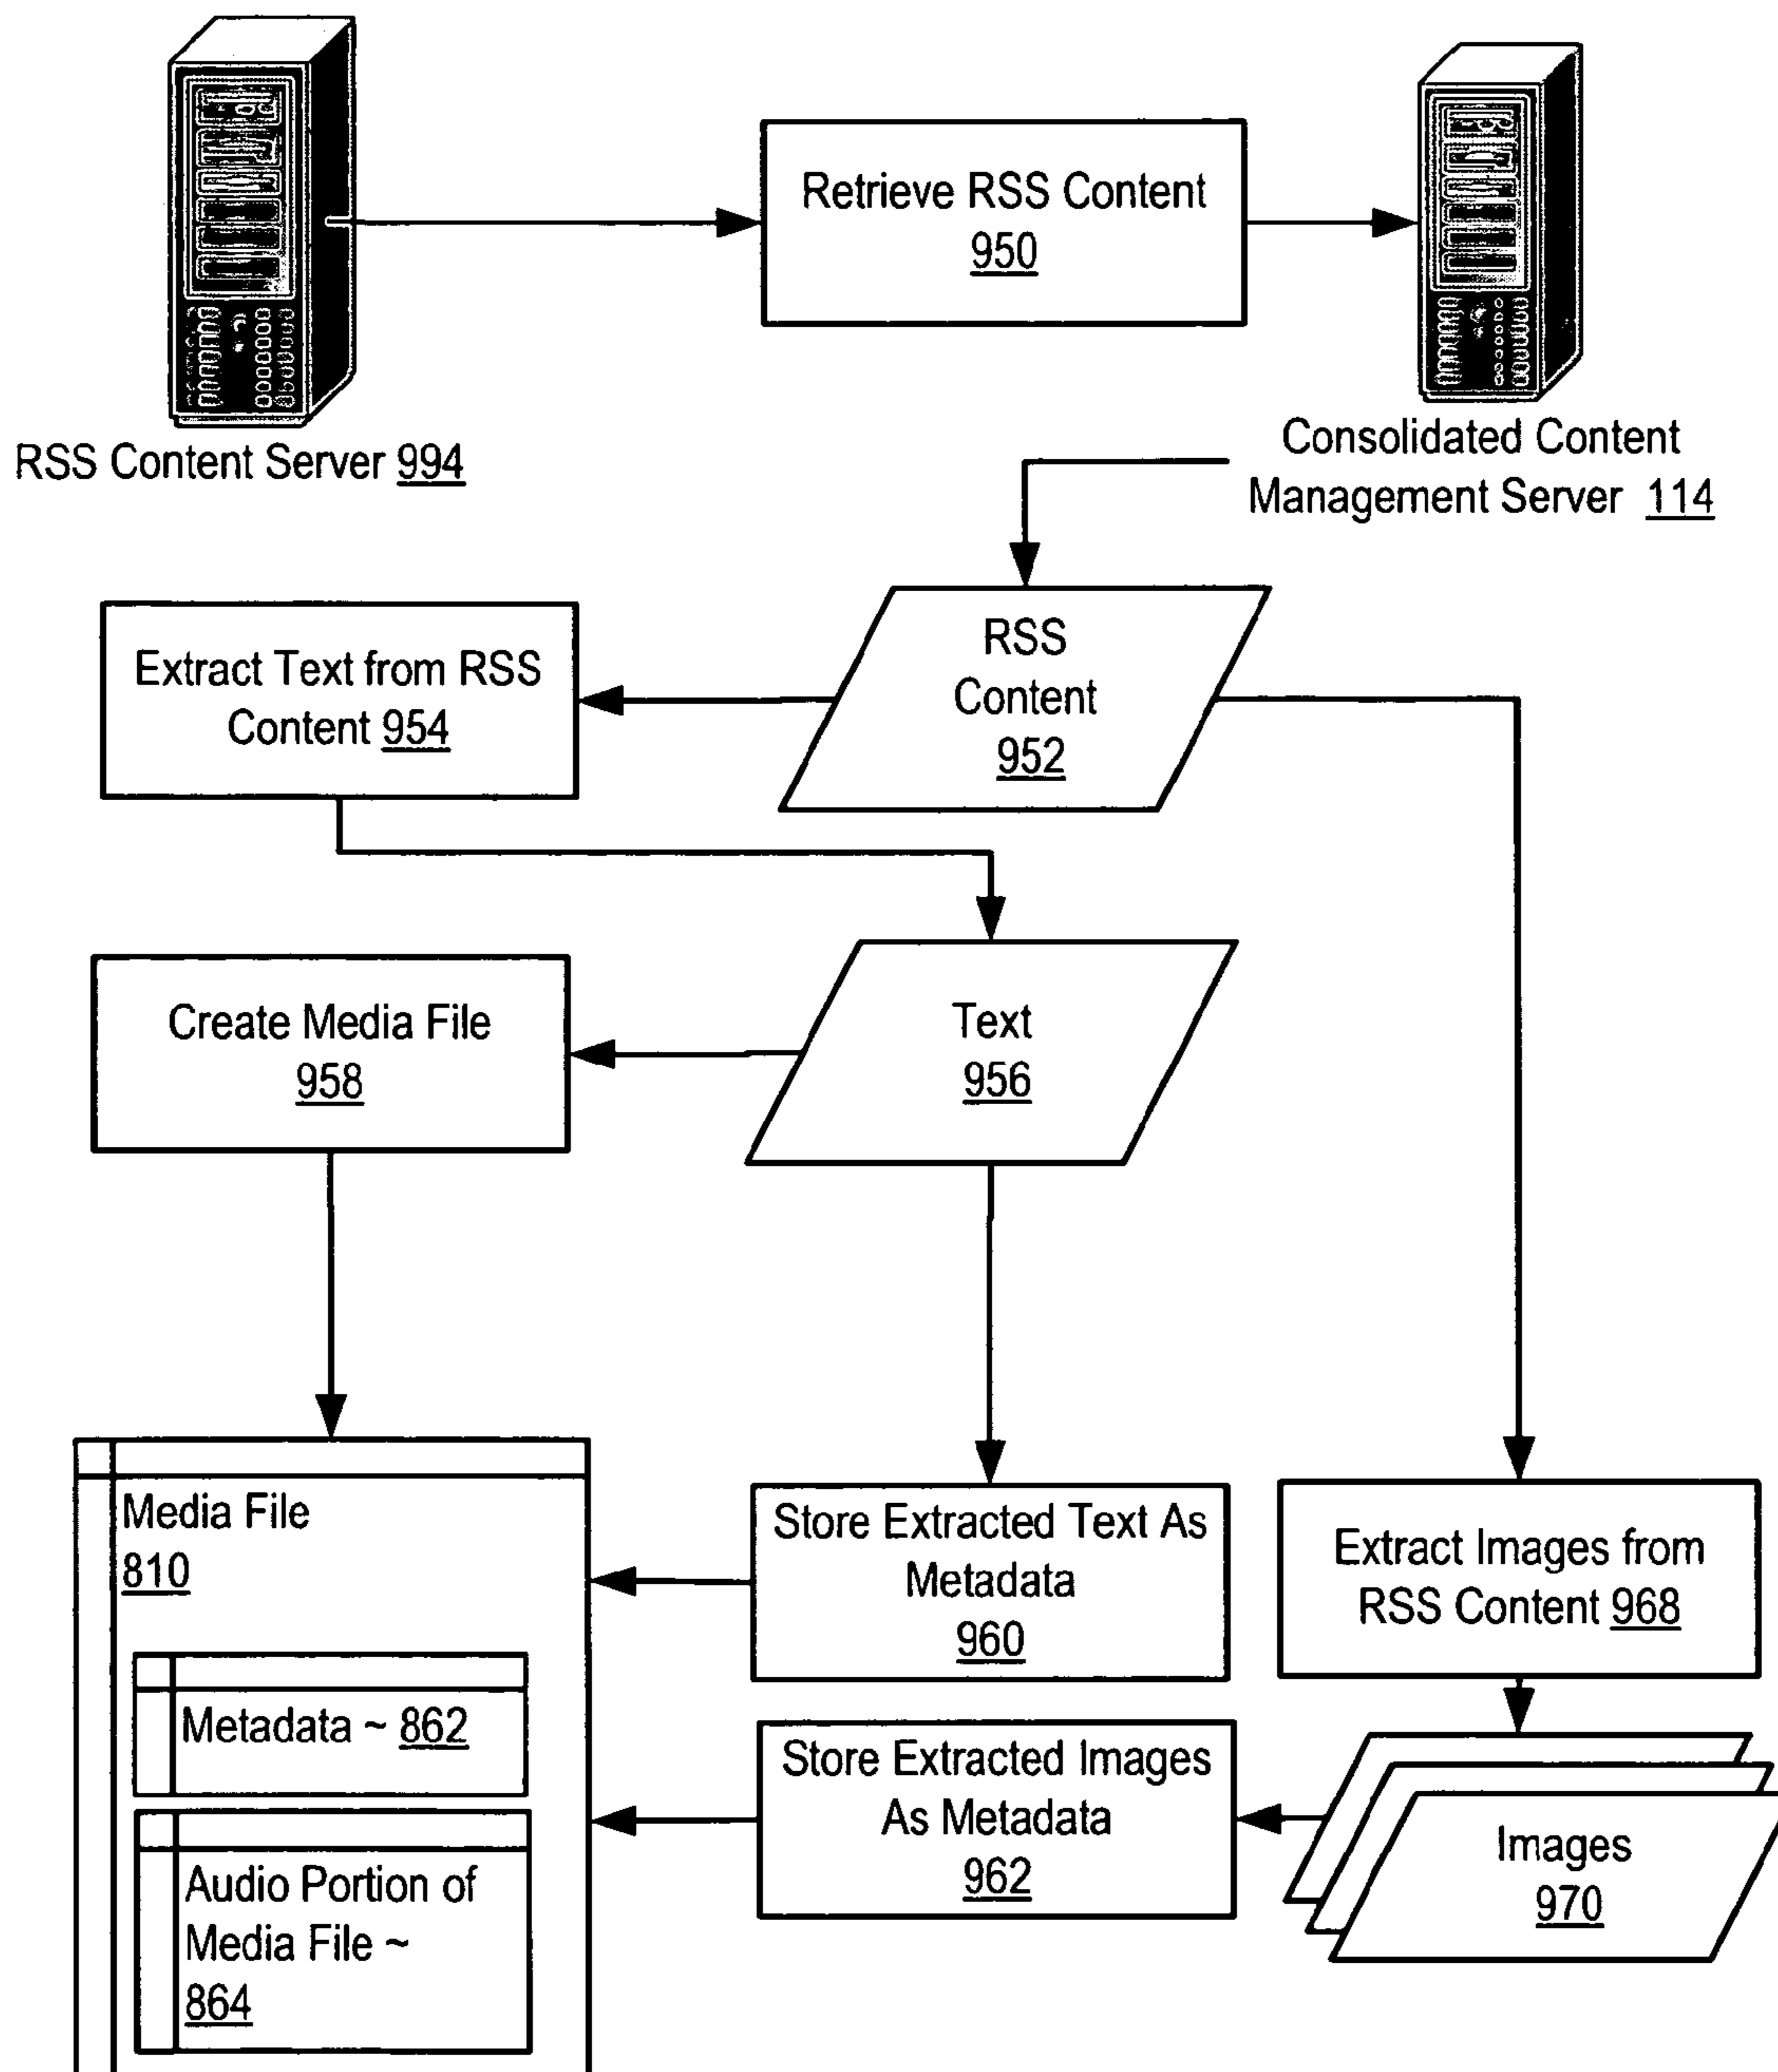 Retrieve RSS Content
950
RSS Content Server 994
Consolidated Content
Management Server 114
Extract Text from RSS
Content 954
RSS
Content
952
Create Media File
958
Text
956
Media File
810
Store Extracted Text As
Metadata
960
Extract Images from
RSS Content 968
Metadata ~ 862
Store Extracted Images
As Metadata
962
Images
970
Audio Portion of
Media File ~
864